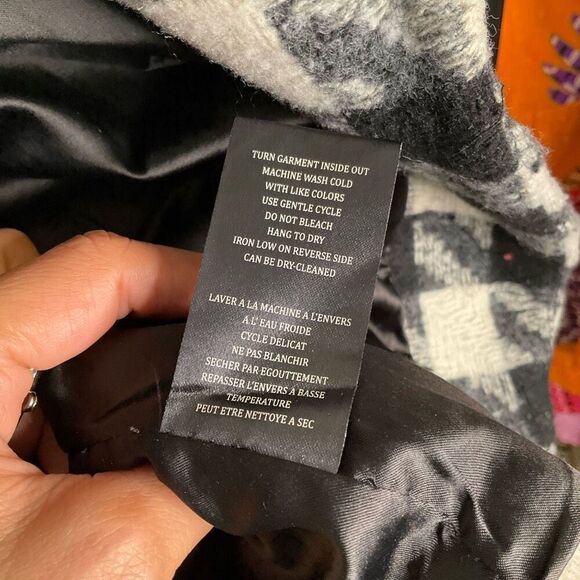 TURN GARMENT INSIDE OUT
MACHINE WASH COLD
WITH LIKE COLORS
USE GENTLE CYCLE
DO NOT BLEACH
HANG TO DRY
IRON LOW ON REVERSE SIDE
CAN BE DRY-CLEANED
LAVER A LA MACHINE A L'ENVERS
A L' EAU FROIDE
CYCLE DELICAT
NE PAS BLANCHIR
SECHER PAR EGOUTTEMENT
REPASSER L'ENVERS A BASSE
TEMPERATURE
PEUT ETRE NETTOYE A SEC